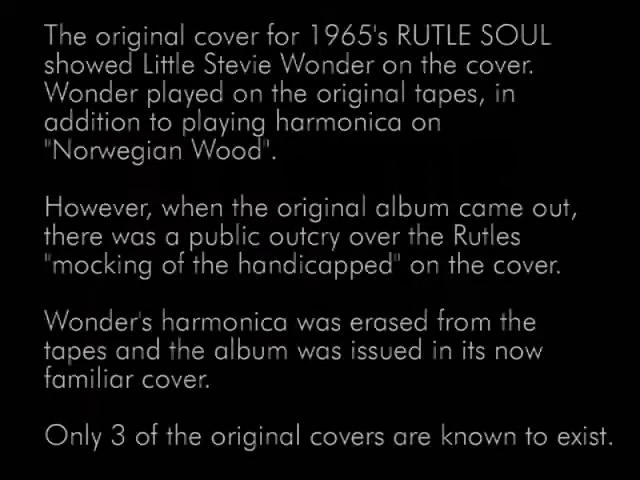 The original cover for 1965's RUTLE SOUL
showed Little Stevie Wonder on the cover.
Wonder played on the original tapes, in
addition to playing harmonica on
"Norwegian Wood".
However, when the original album came out,
there was a public outcry over the Rutles
"mocking of the handicapped" on the cover.
Wonder's harmonica was erased from the
tapes and the album was issued in its now
familiar cover.
Only 3 of the original covers are known to exist.